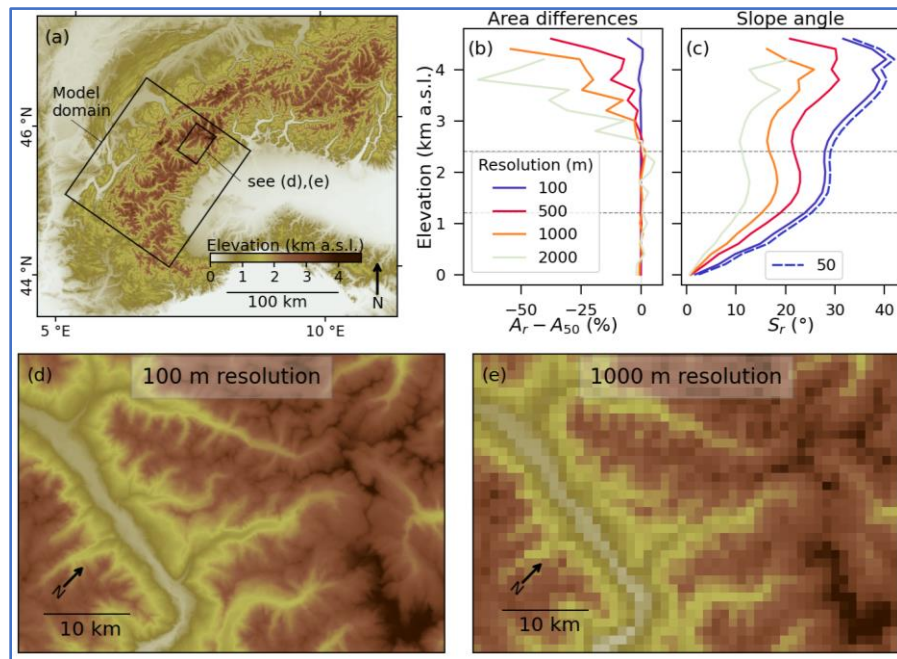 (a)
Model
domain
see (d),(e)
Elevation (km a.s.l.)
0 1 2 3 4
100 km
N
46 °N
44 °N
5 °E 10 °E
Area differences
(b)
Elevation (km a.s.l.)
4
3
2
1
0
Resolution (m)
100
500
1000
2000
−50 −25 0
A_r − A_50 (%)
Slope angle
(c)
50
0 10 20 30 40
S_r (°)
(d)
100 m resolution
N
10 km
(e)
1000 m resolution
N
10 km